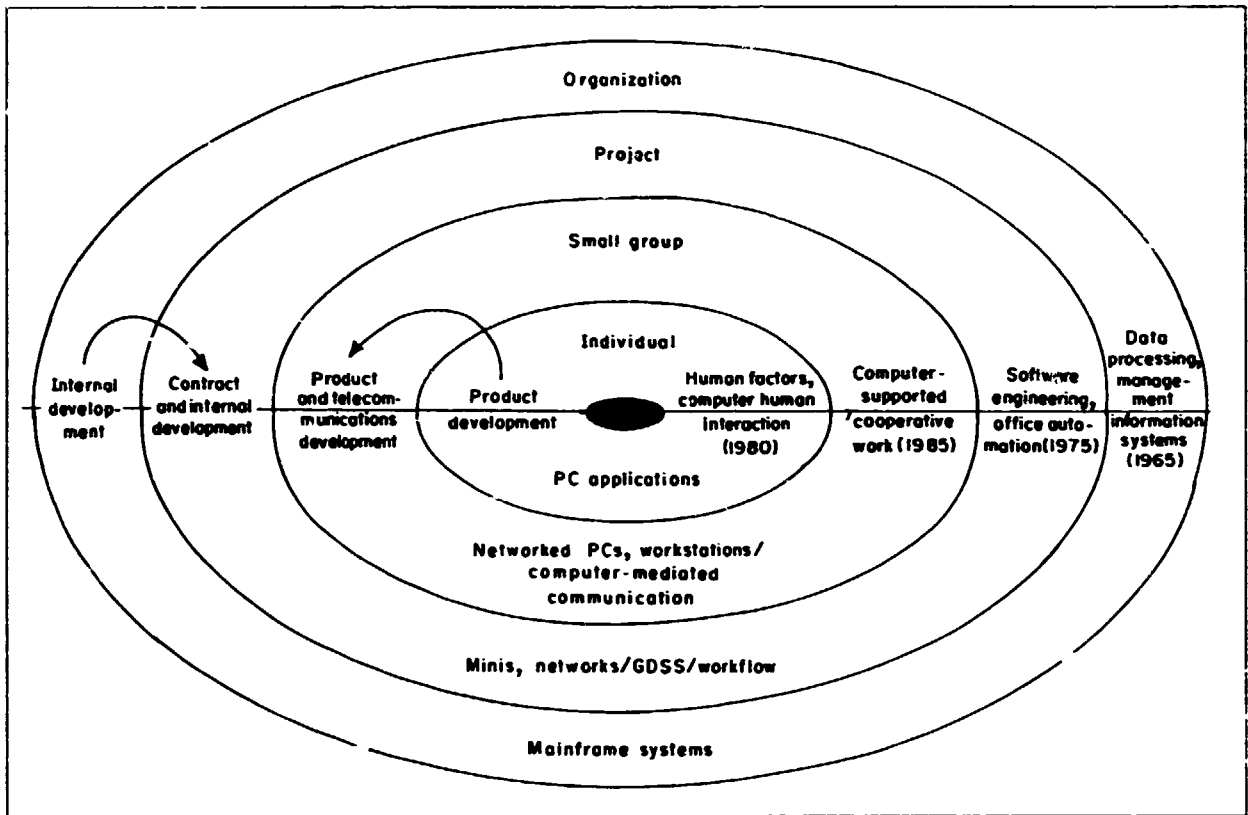 Organization
Project
Small group
Individual
Internal
develop-
ment
Contract
and internal
development
Product
and telecom-
munications
development
Product
development
Human factors,
computer human
interaction
(1980)
Computer-
supported
cooperative
work (1985)
Software
engineering,
office auto-
mation(1975)
Data
processing,
manage-
ment
information
systems
(1965)
PC applications
Networked PCs, workstations/
computer-mediated
communication
Minis, networks/GDSS/workflow
Mainframe systems